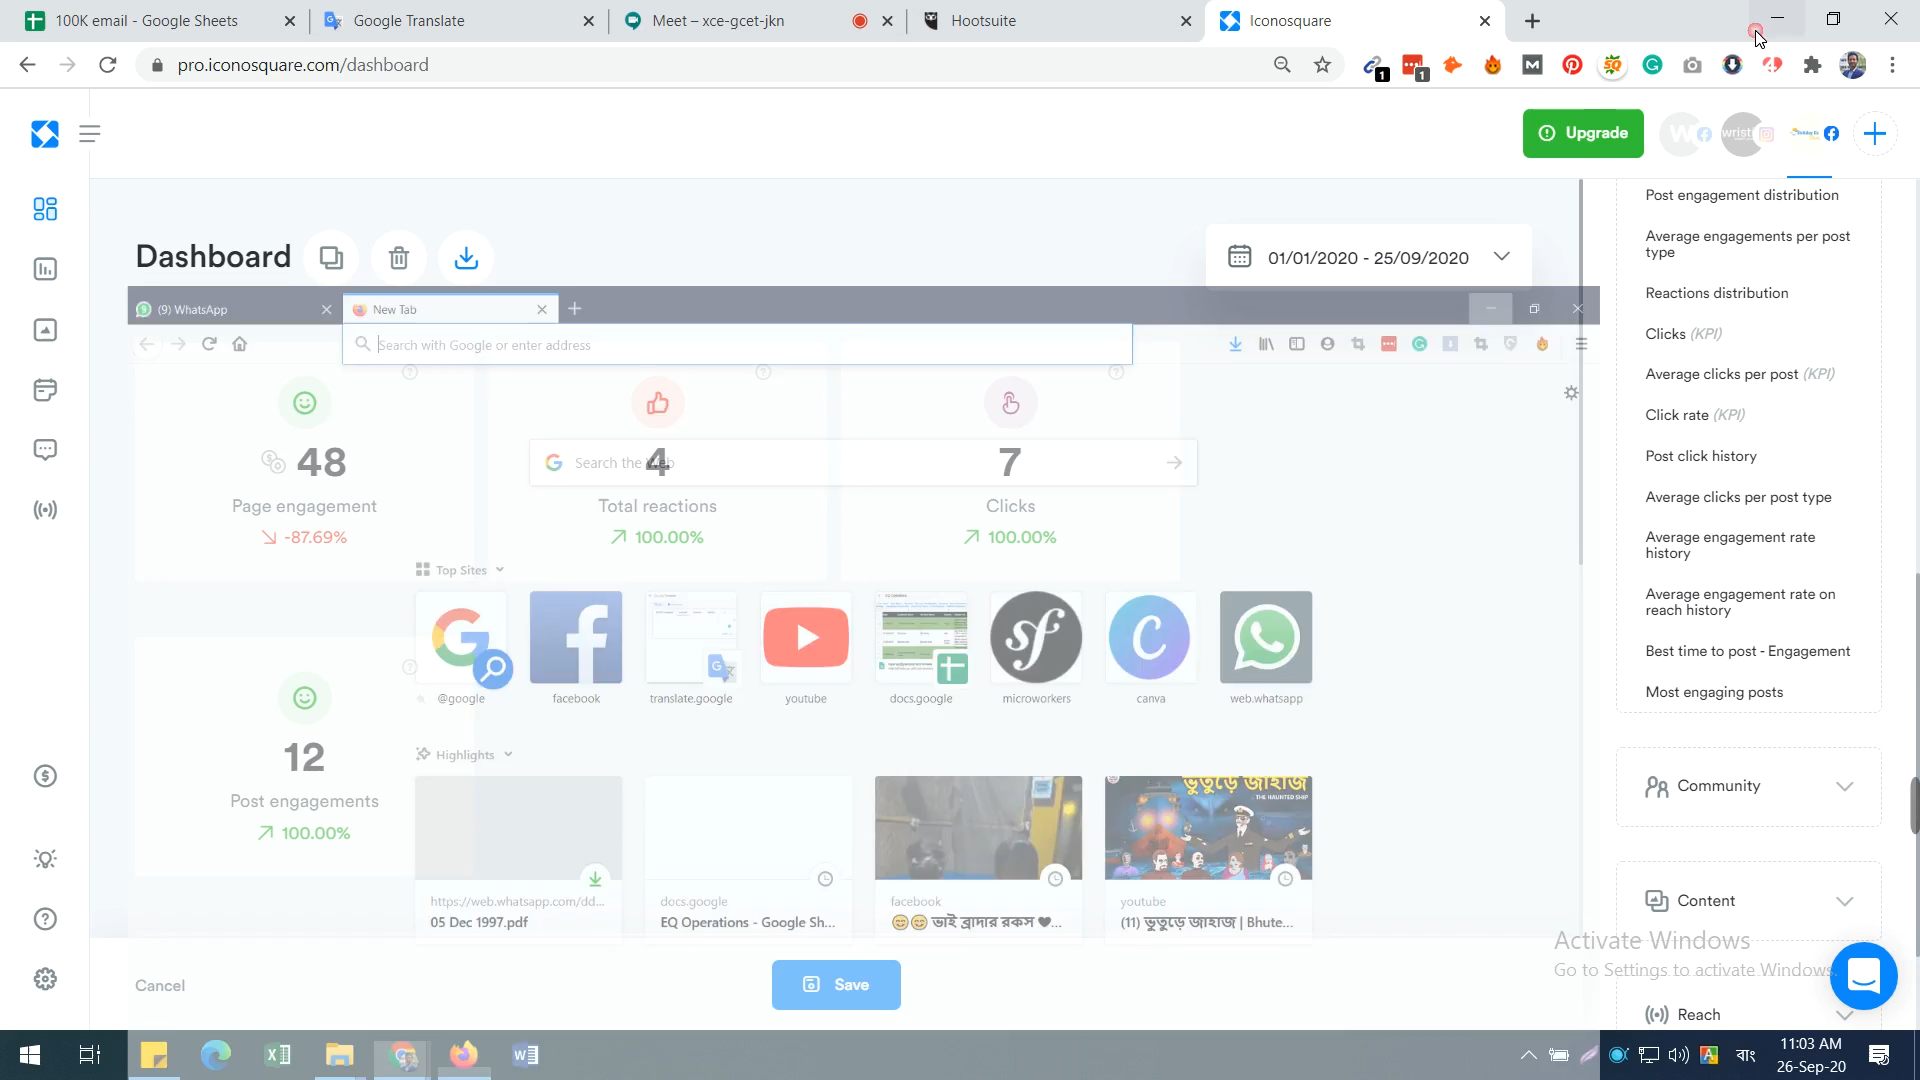 100K email - Google Sheets
Google Translate
Meet – xce-gcet-jkn
Hootsuite
Iconosquare
pro.iconosquare.com/dashboard
1
1
Upgrade
W
wristl
Dashboard
01/01/2020 - 25/09/2020
(9) WhatsApp
New Tab
Search with Google or enter address
48
Page engagement
-87.69%
4
Total reactions
100.00%
7
Clicks
100.00%
Search the Web
Top Sites
@google
facebook
translate.google
youtube
docs.google
microworkers
canva
web.whatsapp
12
Post engagements
100.00%
Highlights
ভুতুড়ে জাহাজ
THE HAUNTED SHIP
https://web.whatsapp.com/dd...
05 Dec 1997.pdf
docs.google
EQ Operations - Google Sh...
facebook
😊😊 ভাই ব্রাদার রকস ❤...
youtube
(11) ভুতুড়ে জাহাজ | Bhute...
Post engagement distribution
Average engagements per post
type
Reactions distribution
Clicks (KPI)
Average clicks per post (KPI)
Click rate (KPI)
Post click history
Average clicks per post type
Average engagement rate
history
Average engagement rate on
reach history
Best time to post - Engagement
Most engaging posts
Community
Content
Reach
Activate Windows
Go to Settings to activate Windows.
Cancel
Save
বাং
11:03 AM
26-Sep-20